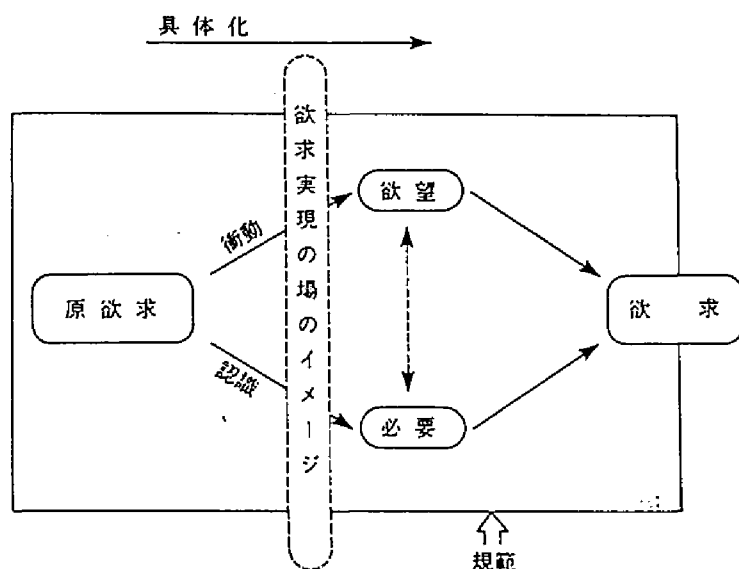 具体化
欲求実現の場のイメージ
欲望
衝動
原欲求
欲求
認識
必要
規範